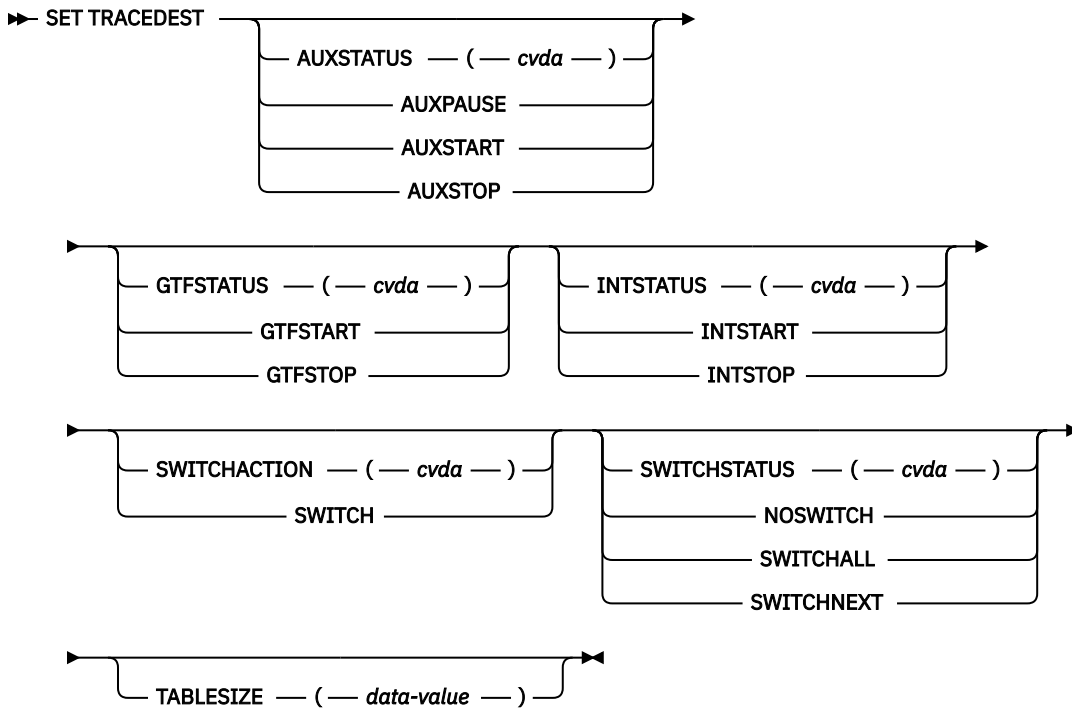 SET TRACEDEST
AUXSTATUS ( cvda )
AUXPAUSE
AUXSTART
AUXSTOP
GTFSTATUS ( cvda )
GTFSTART
GTFSTOP
INTSTATUS ( cvda )
INTSTART
INTSTOP
SWITCHACTION ( cvda )
SWITCH
SWITCHSTATUS ( cvda )
NOSWITCH
SWITCHALL
SWITCHNEXT
TABLESIZE ( data-value )